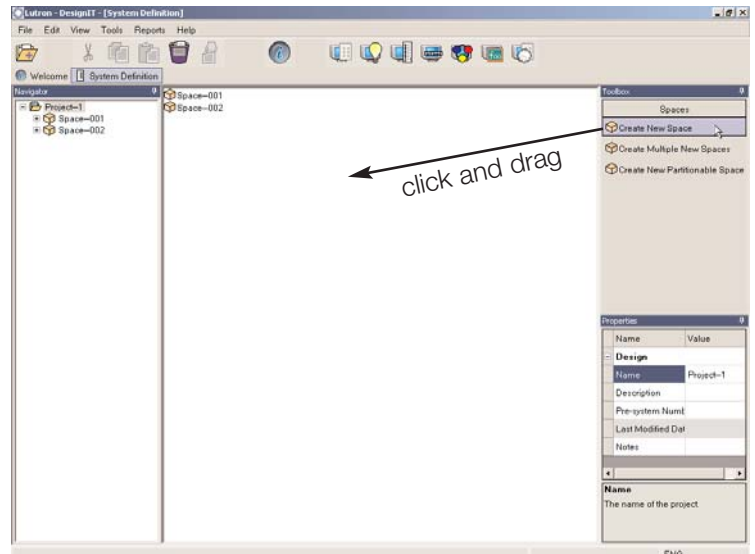 Lutron - DesignIT - [System Definition]
File Edit View Tools Reports Help
Welcome System Definition
Navigator
Project-1
Space-001
Space-002
Space-001
Space-002
click and drag
Toolbox
Spaces
Create New Space
Create Multiple New Spaces
Create New Partitionable Space
Properties
Name Value
Design
Name Project-1
Description
Pre-system Numb
Last Modified Dat
Notes
Name
The name of the project